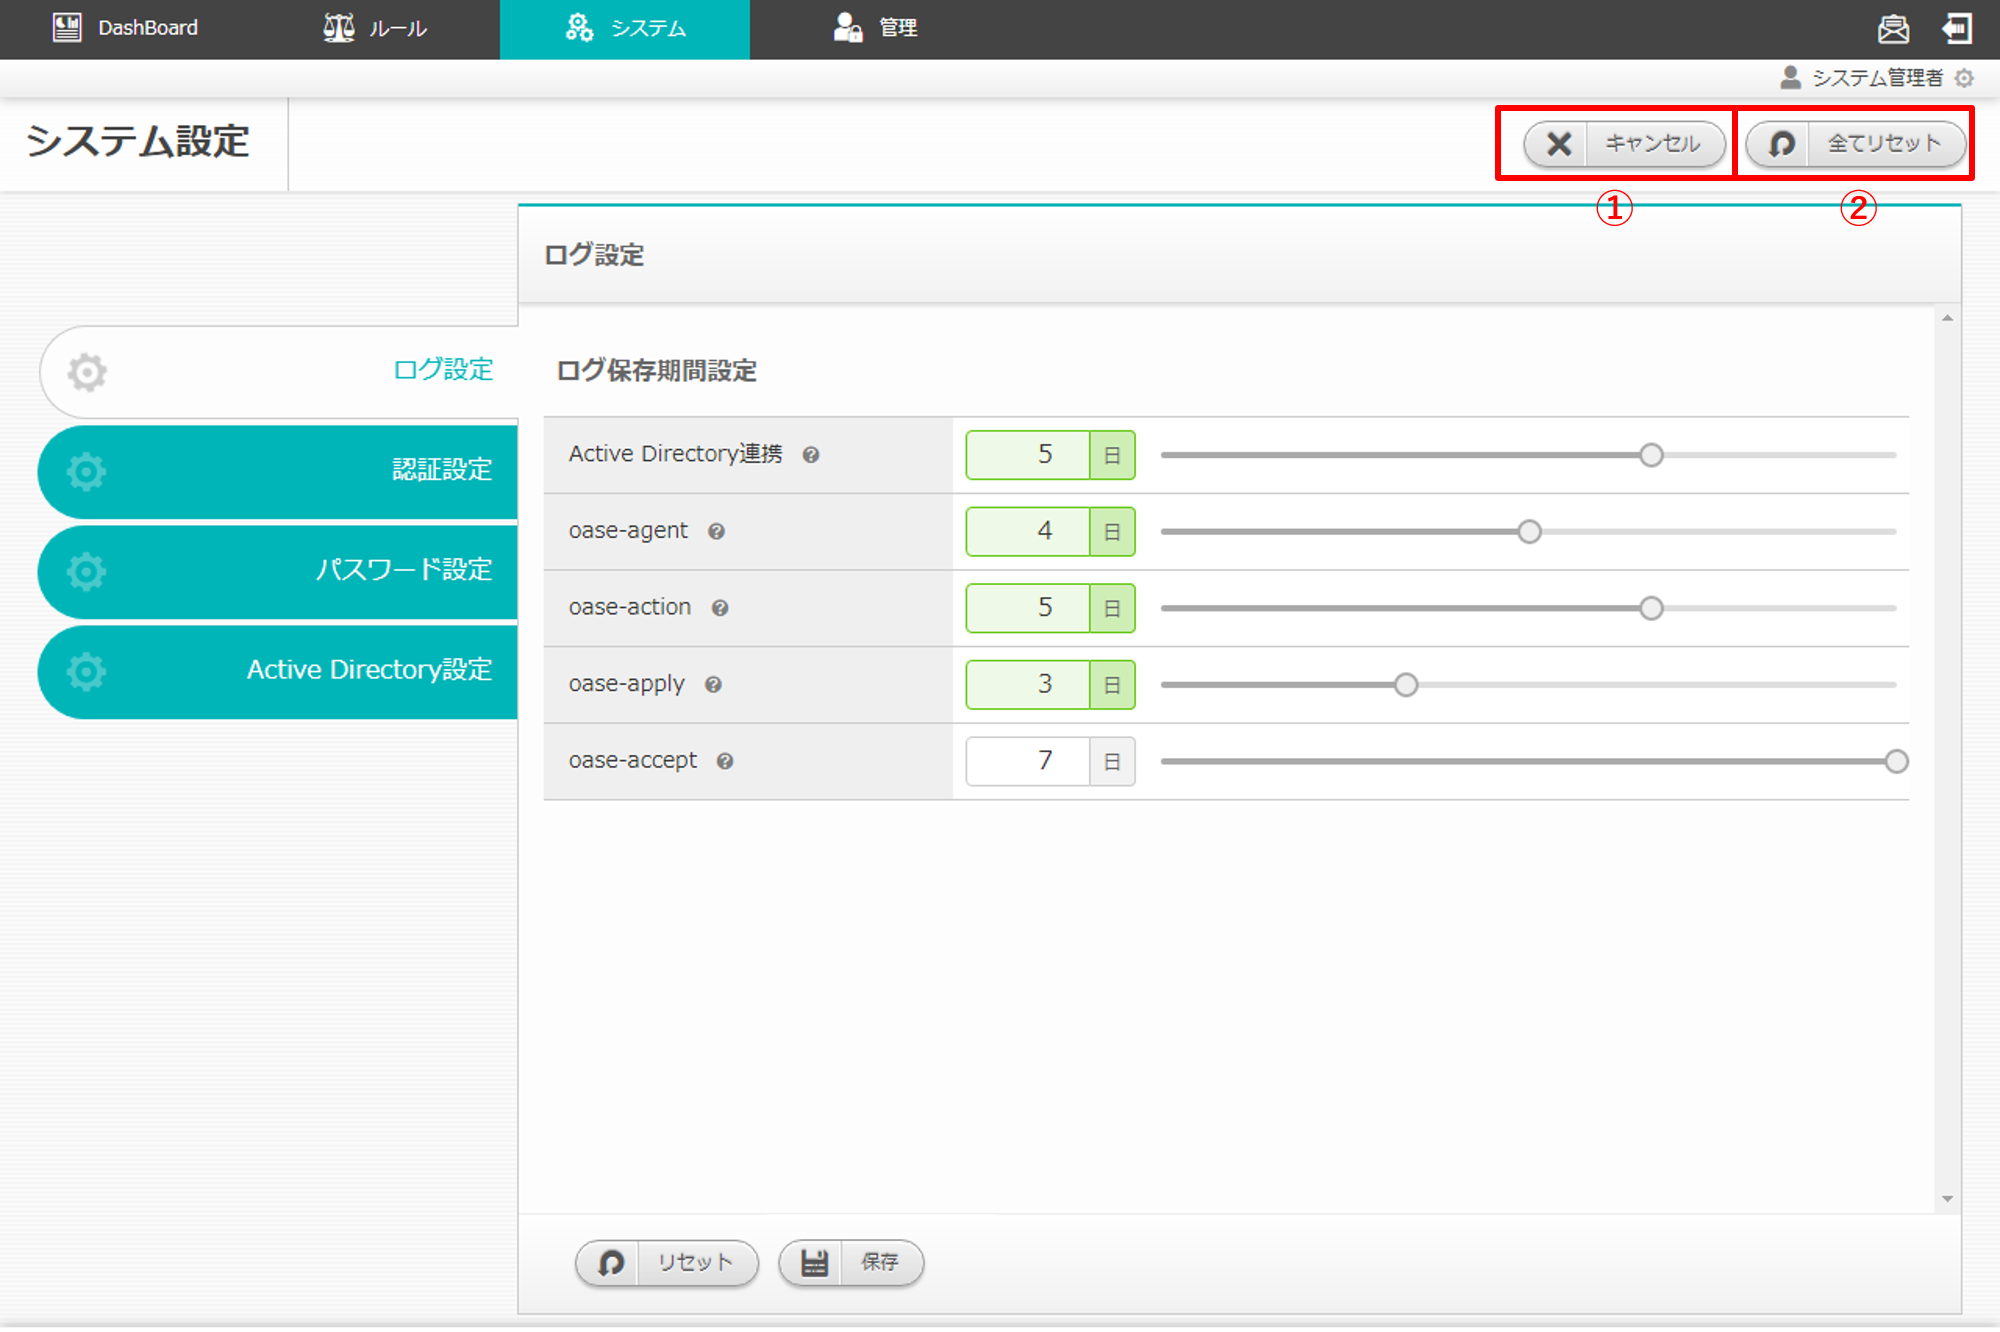 DashBoard
ルール
システム
管理
システム管理者
システム設定
キャンセル
全てリセット
①
②
ログ設定
ログ設定
認証設定
パスワード設定
Active Directory設定
ログ保存期間設定
Active Directory連携 ?
5 日
oase-agent ?
4 日
oase-action ?
5 日
oase-apply ?
3 日
oase-accept ?
7 日
リセット
保存